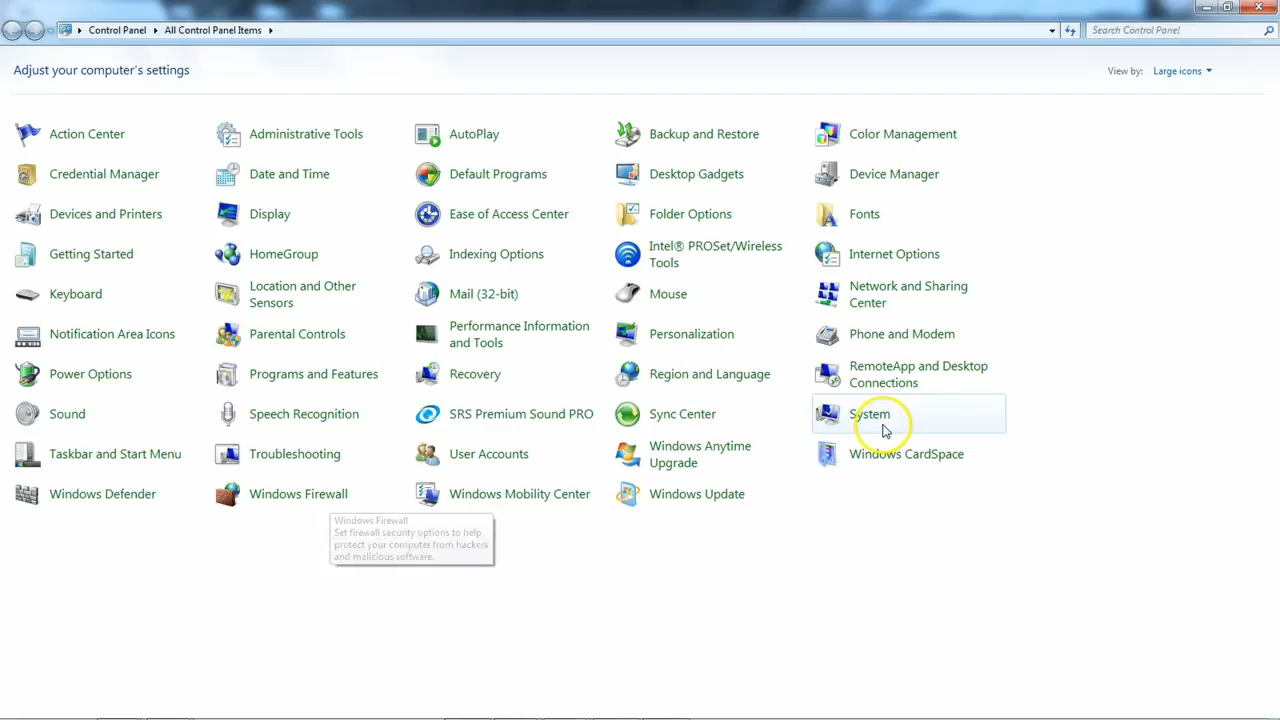 Control Panel
All Control Panel Items
Search Control Panel
Adjust your computer's settings
View by: Large icons
Action Center
Administrative Tools
AutoPlay
Backup and Restore
Color Management
Credential Manager
Date and Time
Default Programs
Desktop Gadgets
Device Manager
Devices and Printers
Display
Ease of Access Center
Folder Options
Fonts
Getting Started
HomeGroup
Indexing Options
Intel® PROSet/Wireless
Tools
Internet Options
Keyboard
Location and Other
Sensors
Mail (32-bit)
Mouse
Network and Sharing
Center
Notification Area Icons
Parental Controls
Performance Information
and Tools
Personalization
Phone and Modem
Power Options
Programs and Features
Recovery
Region and Language
RemoteApp and Desktop
Connections
Sound
Speech Recognition
SRS Premium Sound PRO
Sync Center
System
Taskbar and Start Menu
Troubleshooting
User Accounts
Windows Anytime
Upgrade
Windows CardSpace
Windows Defender
Windows Firewall
Windows Mobility Center
Windows Update
Windows Firewall
Set firewall security options to help
protect your computer from hackers
and malicious software.